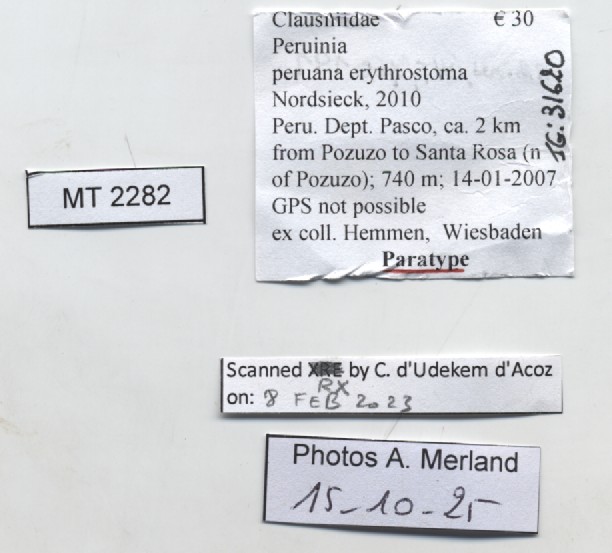 Clausiliidae € 30
Peruinia
peruana erythrostoma
Nordsieck, 2010
Peru. Dept. Pasco, ca. 2 km
from Pozuzo to Santa Rosa (n
of Pozuzo); 740 m; 14-01-2007
GPS not possible
ex coll. Hemmen, Wiesbaden
Paratype
IG: 31620
MT 2282
Scanned XRE by C. d'Udekem d'Acoz
RX
on: 8 FEB 2023
Photos A. Merland
15-10-25